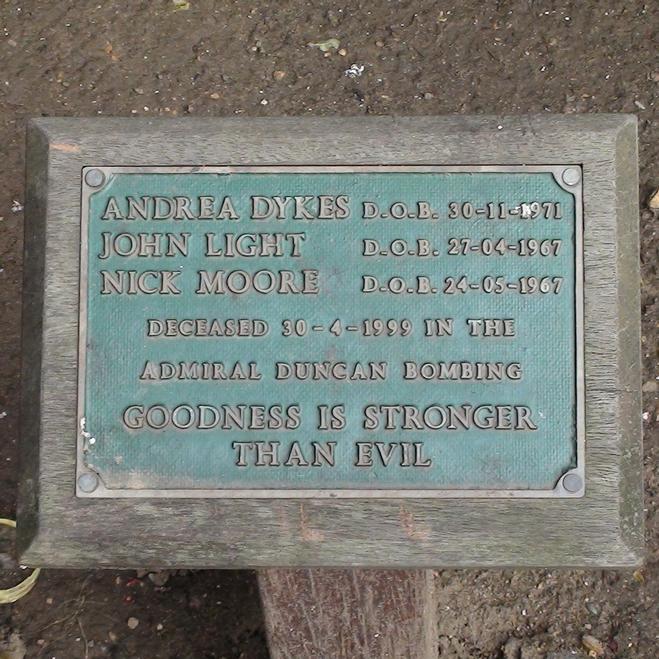 ANDREA DYKES D.O.B. 30-11-1971
JOHN LIGHT D.O.B. 27-04-1967
NICK MOORE D.O.B. 24-05-1967
DECEASED 30-4-1999 IN THE
ADMIRAL DUNCAN BOMBING
GOODNESS IS STRONGER
THAN EVIL